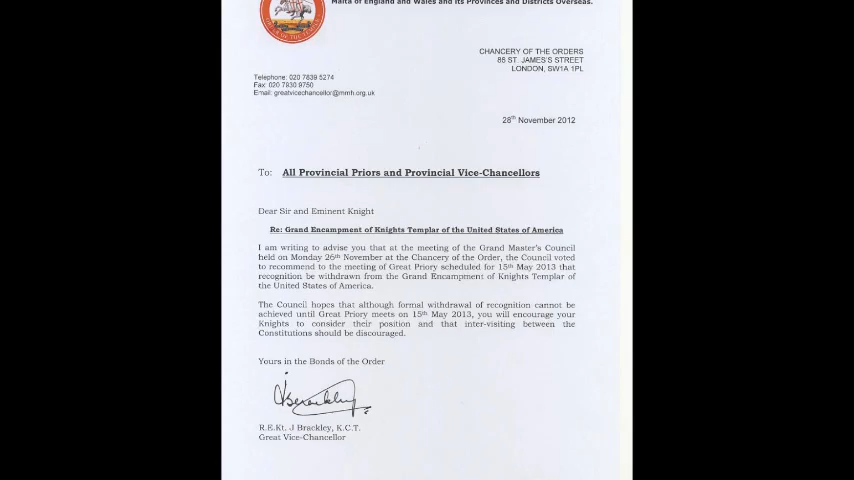 Malta of England and Wales and its Provinces and Districts Overseas.
CHANCERY OF THE ORDERS
86 ST. JAMES'S STREET
LONDON, SW1A 1PL
Telephone: 020 7839 5274
Fax: 020 7930 9750
Email: greatvicechancellor@mmh.org.uk
28th November 2012
To: All Provincial Priors and Provincial Vice-Chancellors
Dear Sir and Eminent Knight
Re: Grand Encampment of Knights Templar of the United States of America
I am writing to advise you that at the meeting of the Grand Master's Council
held on Monday 26th November at the Chancery of the Order, the Council voted
to recommend to the meeting of Great Priory scheduled for 15th May 2013 that
recognition be withdrawn from the Grand Encampment of Knights Templar of
the United States of America.
The Council hopes that although formal withdrawal of recognition cannot be
achieved until Great Priory meets on 15th May 2013, you will encourage your
Knights to consider their position and that inter-visiting between the
Constitutions should be discouraged.
Yours in the Bonds of the Order
JBrackley
R.E.Kt. J Brackley, K.C.T.
Great Vice-Chancellor